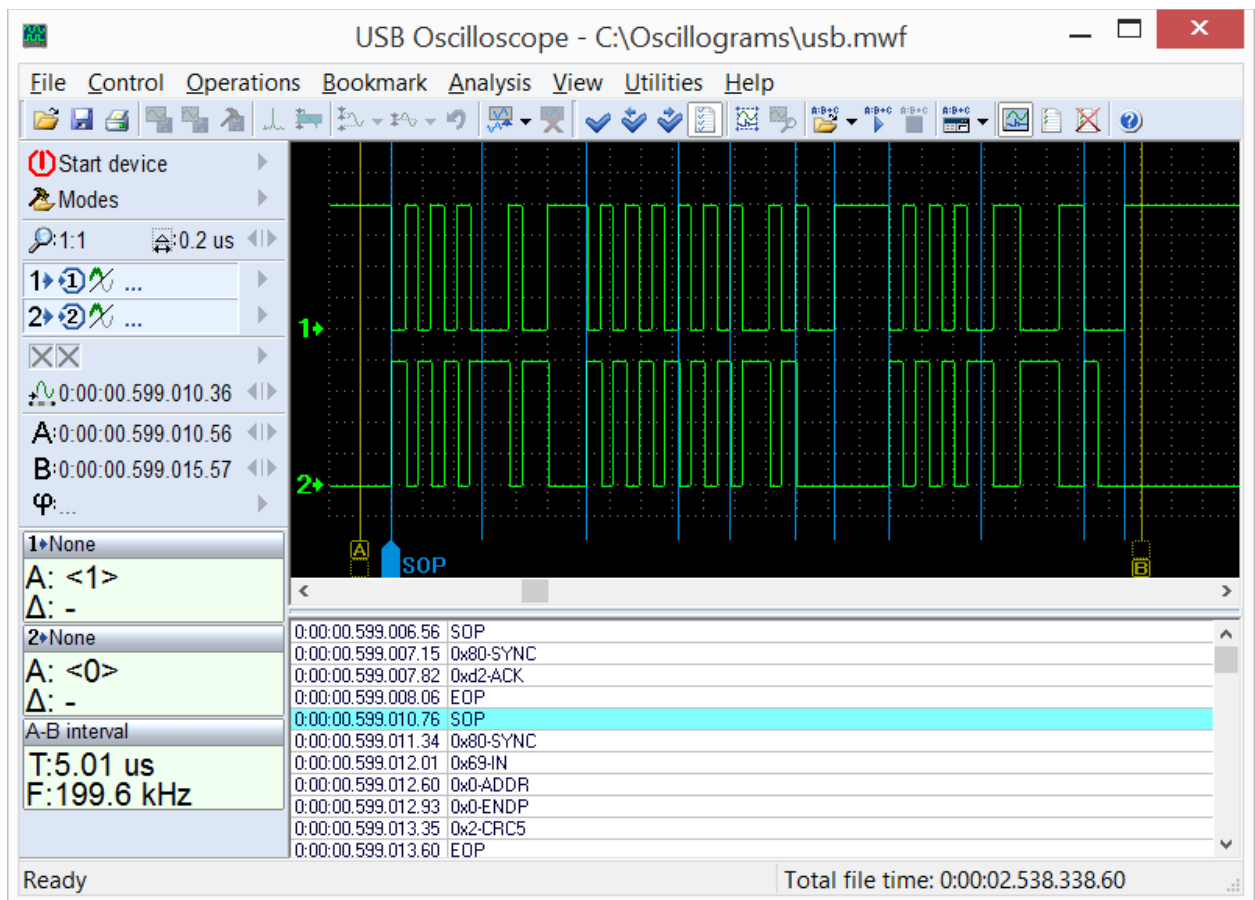 USB Oscilloscope - C:\Oscillograms\usb.mwf
File Control Operations Bookmark Analysis View Utilities Help
A:B+C A:B+C A:B+C A:B+C
Start device
Modes
:1:1 :0.2 us
1 1 ...
2 2 ...
0:00:00.599.010.36
A:0:00:00.599.010.56
B:0:00:00.599.015.57
φ:...
1 None
A: <1>
Δ: -
2 None
A: <0>
Δ: -
A-B interval
T:5.01 us
F:199.6 kHz
1
2
A
SOP
B
0:00:00.599.006.56 SOP
0:00:00.599.007.15 0x80-SYNC
0:00:00.599.007.82 0xd2-ACK
0:00:00.599.008.06 EOP
0:00:00.599.010.76 SOP
0:00:00.599.011.34 0x80-SYNC
0:00:00.599.012.01 0x69-IN
0:00:00.599.012.60 0x0-ADDR
0:00:00.599.012.93 0x0-ENDP
0:00:00.599.013.35 0x2-CRC5
0:00:00.599.013.60 EOP
Ready
Total file time: 0:00:02.538.338.60